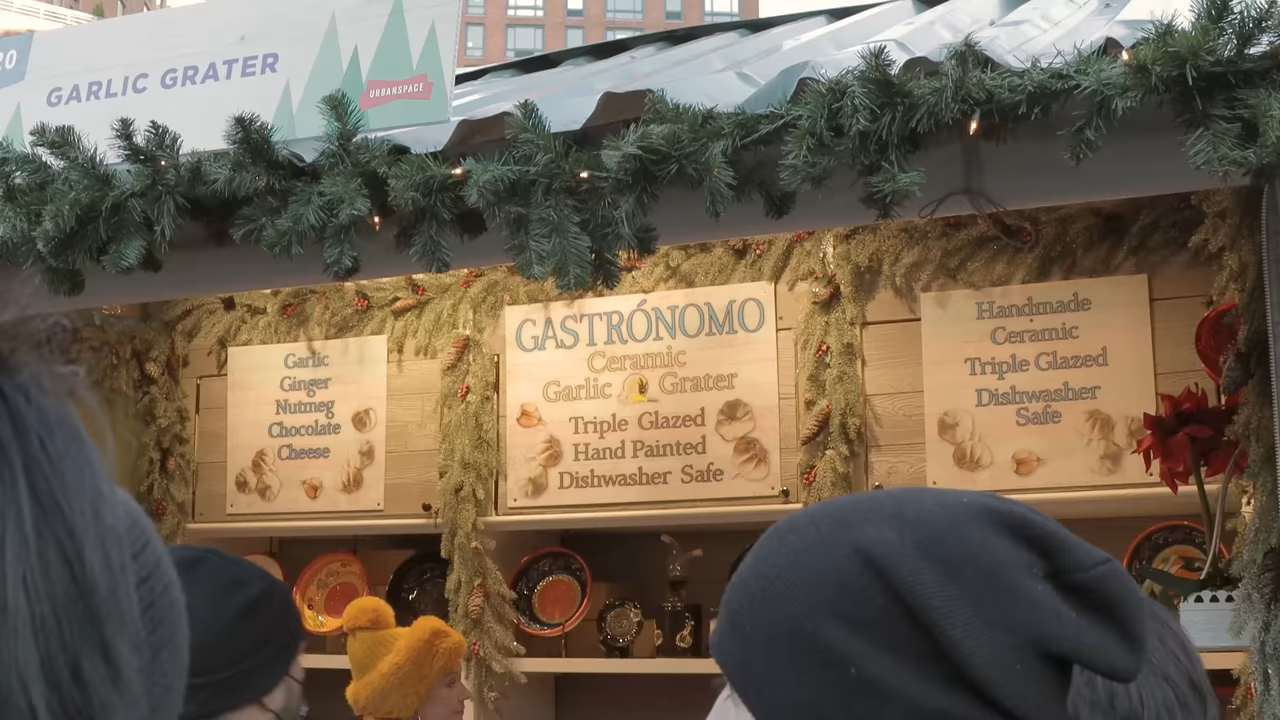 20
GARLIC GRATER
URBANSPACE
Garlic
Ginger
Nutmeg
Chocolate
Cheese
GASTRÓNOMO
Ceramic
Garlic Grater
Triple Glazed
Hand Painted
Dishwasher Safe
Handmade
Ceramic
Triple Glazed
Dishwasher
Safe